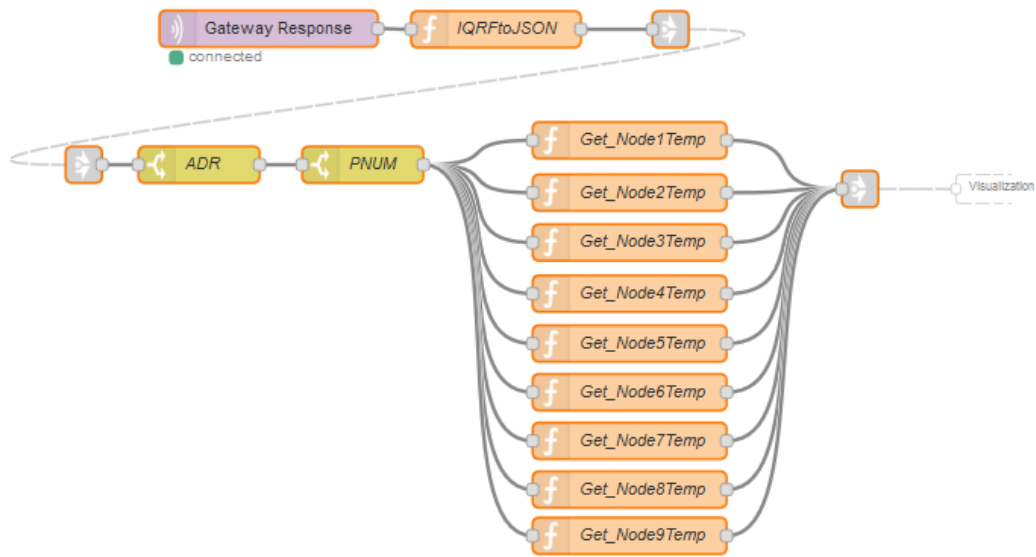 Gateway Response
IQRFtoJSON
connected
ADR
PNUM
Get_Node1Temp
Get_Node2Temp
Get_Node3Temp
Get_Node4Temp
Get_Node5Temp
Get_Node6Temp
Get_Node7Temp
Get_Node8Temp
Get_Node9Temp
Visualization